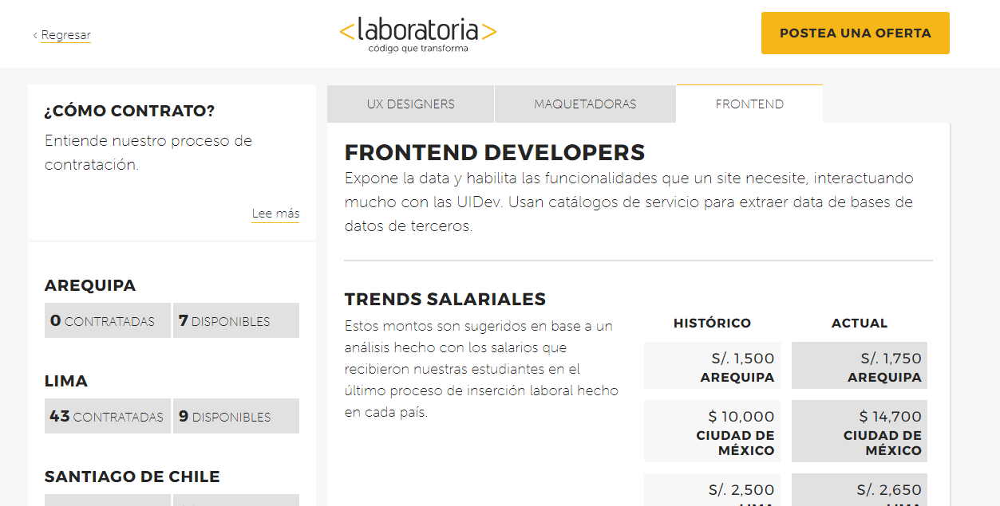 ‹ Regresar
<laboratoria>
código que transforma
POSTEA UNA OFERTA
¿CÓMO CONTRATO?
Entiende nuestro proceso de
contratación.
Lee más
AREQUIPA
0 CONTRATADAS 7 DISPONIBLES
LIMA
43 CONTRATADAS 9 DISPONIBLES
SANTIAGO DE CHILE
UX DESIGNERS MAQUETADORAS FRONTEND
FRONTEND DEVELOPERS
Expone la data y habilita las funcionalidades que un site necesite, interactuando
mucho con las UIDev. Usan catálogos de servicio para extraer data de bases de
datos de terceros.
TRENDS SALARIALES
Estos montos son sugeridos en base a un
análisis hecho con los salarios que
recibieron nuestras estudiantes en el
último proceso de inserción laboral hecho
en cada país.
HISTÓRICO ACTUAL
S/. 1,500 S/. 1,750
AREQUIPA AREQUIPA
$ 10,000 $ 14,700
CIUDAD DE CIUDAD DE
MÉXICO MÉXICO
S/. 2,500 S/. 2,650
LIMA LIMA